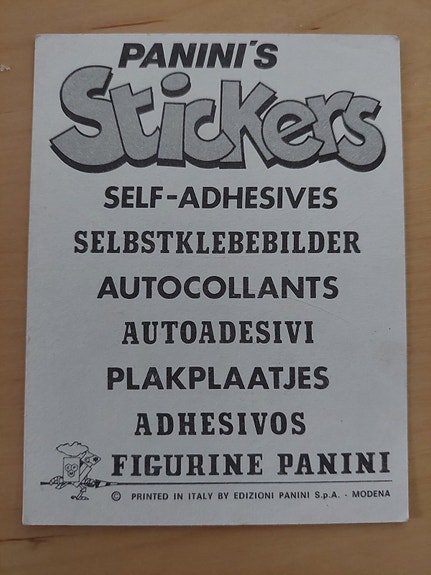 PANINI'S
Stickers
SELF-ADHESIVES
SELBSTKLEBEBILDER
AUTOCOLLANTS
AUTOADESIVI
PLAKPLAATJES
ADHESIVOS
FIGURINE PANINI
© PRINTED IN ITALY BY EDIZIONI PANINI S.p.A. - MODENA